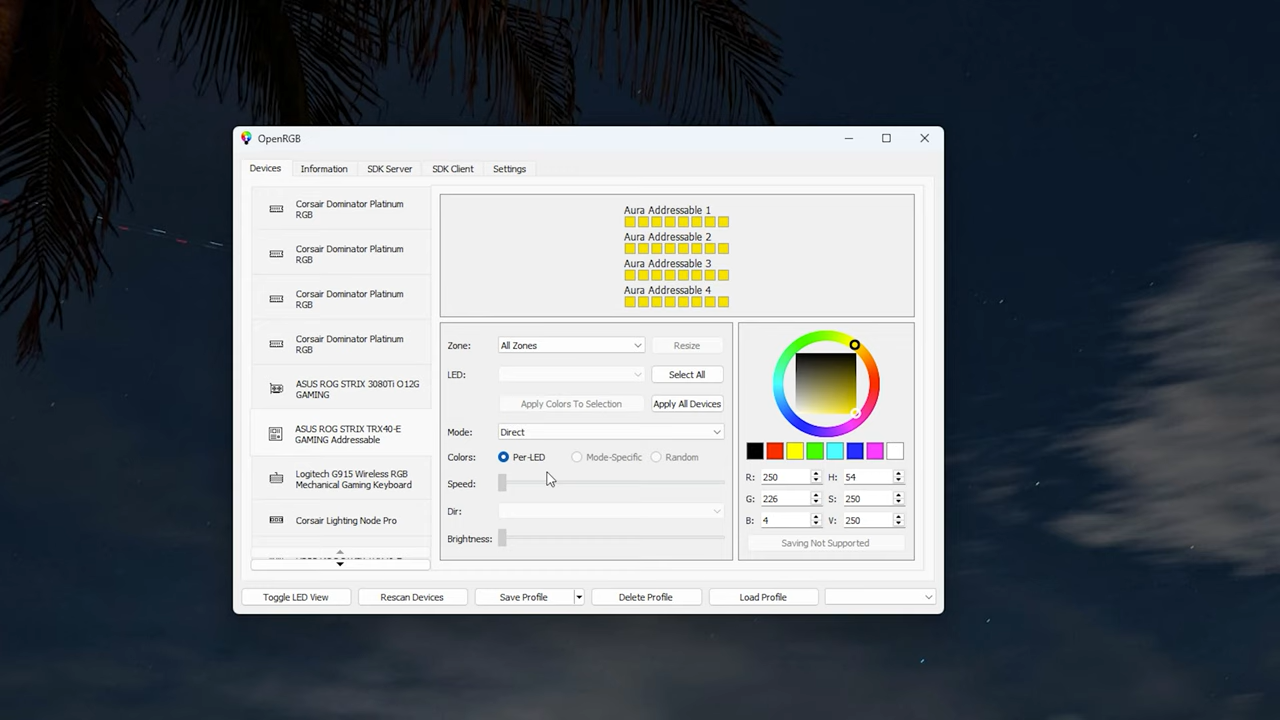 OpenRGB
Devices
Information
SDK Server
SDK Client
Settings
Corsair Dominator Platinum
RGB
Corsair Dominator Platinum
RGB
Corsair Dominator Platinum
RGB
Corsair Dominator Platinum
RGB
ASUS ROG STRIX 3080Ti O12G
GAMING
ASUS ROG STRIX TRX40-E
GAMING Addressable
Logitech G915 Wireless RGB
Mechanical Gaming Keyboard
Corsair Lighting Node Pro
Aura Addressable 1
Aura Addressable 2
Aura Addressable 3
Aura Addressable 4
Zone: All Zones Resize
LED: Select All
Apply Colors To Selection Apply All Devices
Mode: Direct
Colors: Per-LED Mode-Specific Random
Speed:
Dir:
Brightness:
R: 250 H: 54
G: 226 S: 250
B: 4 V: 250
Saving Not Supported
Toggle LED View
Rescan Devices
Save Profile
Delete Profile
Load Profile